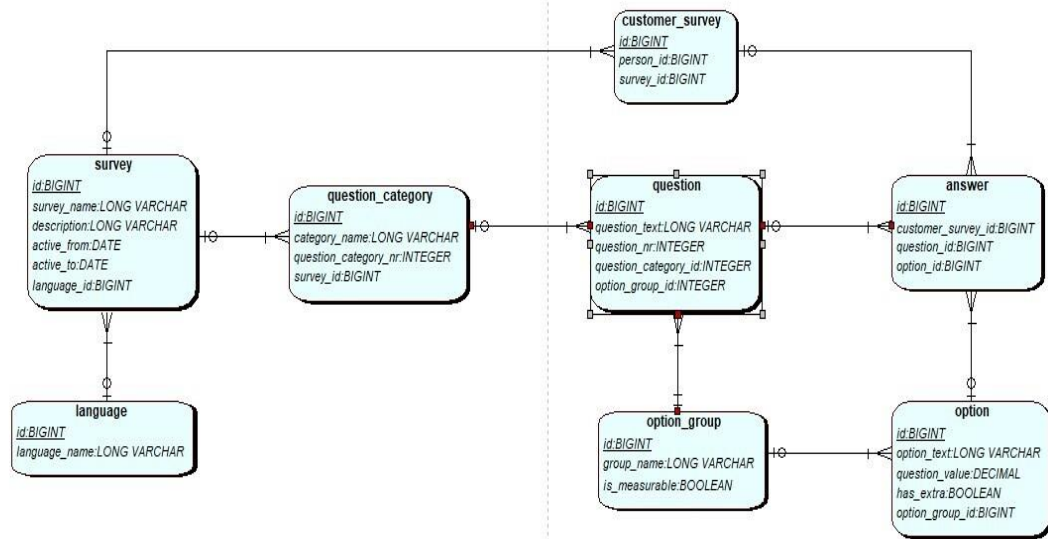 customer_survey
id:BIGINT
person_id:BIGINT
survey_id:BIGINT
survey
id:BIGINT
survey_name:LONG VARCHAR
description:LONG VARCHAR
active_from:DATE
active_to:DATE
language_id:BIGINT
question_category
id:BIGINT
category_name:LONG VARCHAR
question_category_nr:INTEGER
survey_id:BIGINT
question
id:BIGINT
question_text:LONG VARCHAR
question_nr:INTEGER
question_category_id:INTEGER
option_group_id:INTEGER
answer
id:BIGINT
customer_survey_id:BIGINT
question_id:BIGINT
option_id:BIGINT
language
id:BIGINT
language_name:LONG VARCHAR
option_group
id:BIGINT
group_name:LONG VARCHAR
is_measurable:BOOLEAN
option
id:BIGINT
option_text:LONG VARCHAR
question_value:DECIMAL
has_extra:BOOLEAN
option_group_id:BIGINT